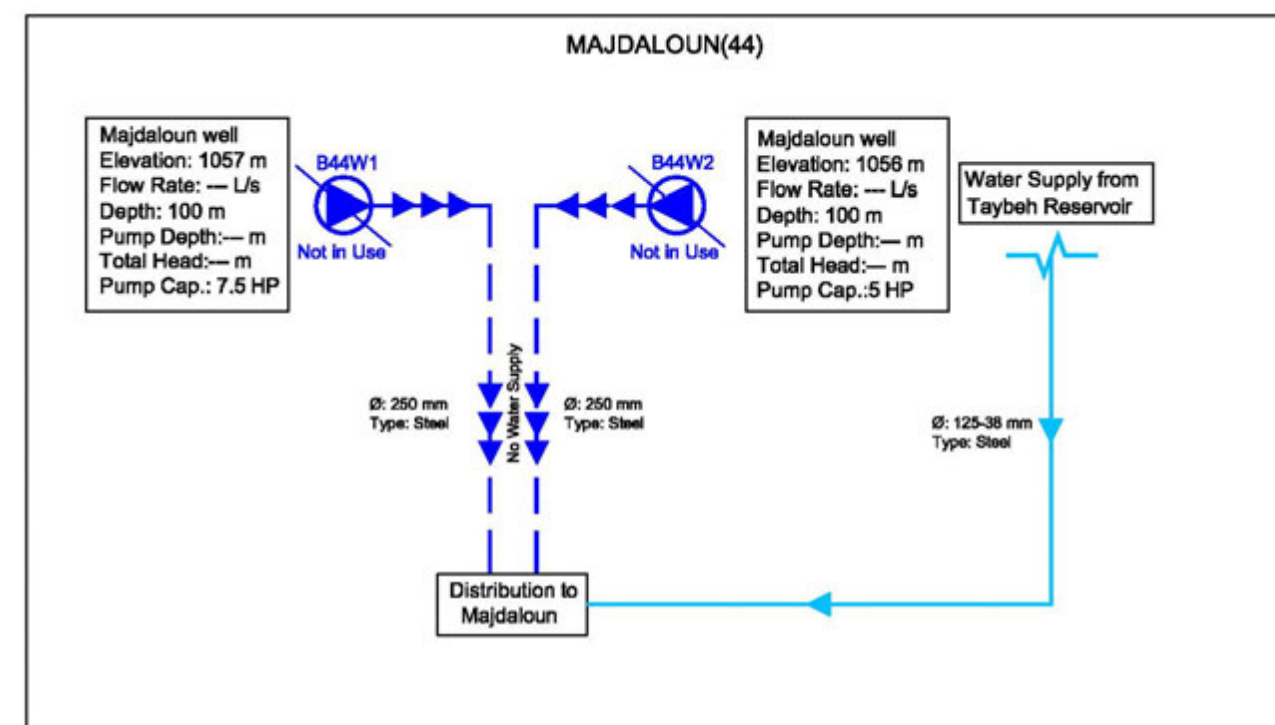 MAJDALOUN(44)
Majdaloun well
Elevation: 1057 m
Flow Rate: --- L/s
Depth: 100 m
Pump Depth:--- m
Total Head:--- m
Pump Cap.: 7.5 HP
B44W1
Not in Use
B44W2
Not in Use
Majdaloun well
Elevation: 1056 m
Flow Rate: --- L/s
Depth: 100 m
Pump Depth:--- m
Total Head:--- m
Pump Cap.:5 HP
Water Supply from
Taybeh Reservoir
Ø: 250 mm
Type: Steel
No Water Supply
Ø: 250 mm
Type: Steel
Ø: 125-38 mm
Type: Steel
Distribution to
Majdaloun